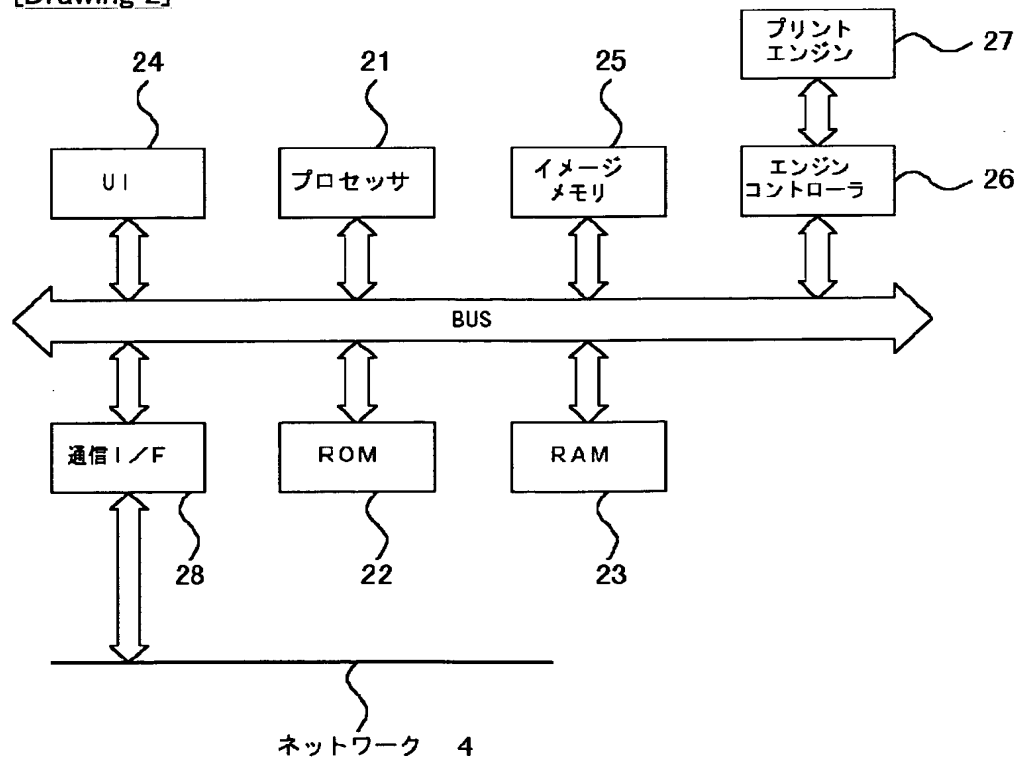 [Drawing 2]
プリント
エンジン
27
24
21
25
UI
プロセッサ
イメージ
メモリ
エンジン
コントローラ
26
BUS
通信I/F
ROM
RAM
28
22
23
ネットワーク 4